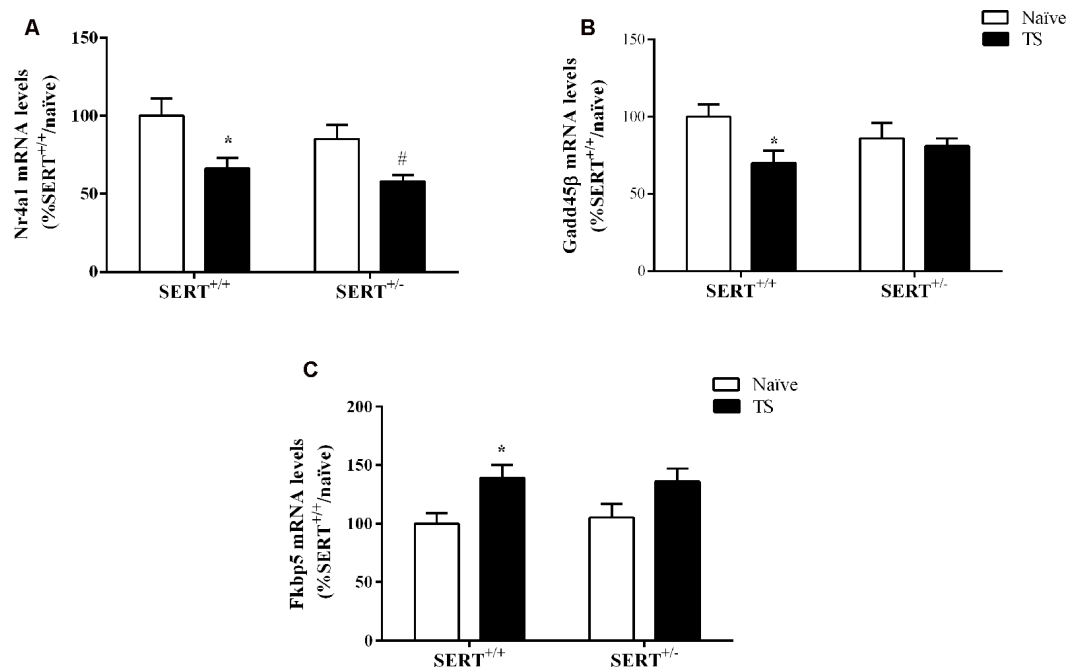 A
Nr4a1 mRNA levels
(%SERT+/+/naïve)
150
100
50
0
*
#
SERT+/+
SERT+/-
B
Naïve
TS
Gadd45β mRNA levels
(%SERT+/+/naïve)
150
100
50
0
*
SERT+/+
SERT+/-
C
Naïve
TS
Fkbp5 mRNA levels
(%SERT+/+/naïve)
200
150
100
50
0
*
SERT+/+
SERT+/-